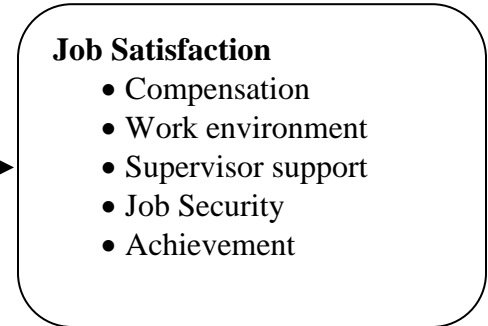 Job Satisfaction
• Compensation
• Work environment
• Supervisor support
• Job Security
• Achievement